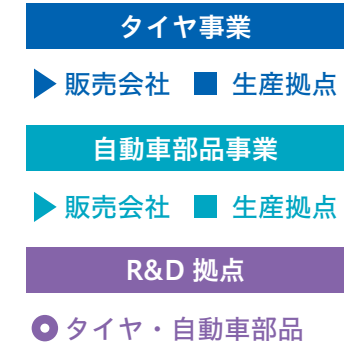 タイヤ事業
▶ 販売会社 ■ 生産拠点
自動車部品事業
▶ 販売会社 ■ 生産拠点
R&D 拠点
タイヤ・自動車部品